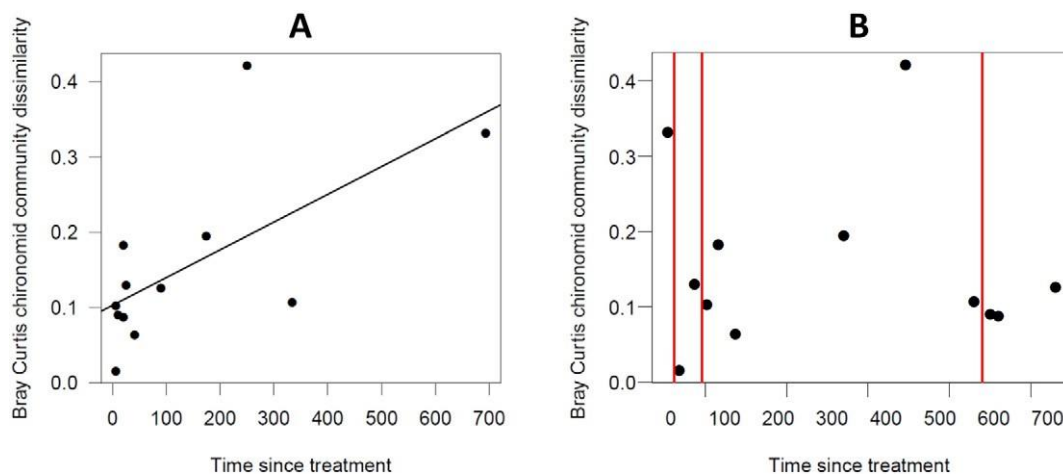 A
B
Bray Curtis chironomid community dissimilarity
0.4
0.3
0.2
0.1
0.0
0 100 200 300 400 500 600 700
Time since treatment
Bray Curtis chironomid community dissimilarity
0.4
0.3
0.2
0.1
0.0
0 100 200 300 400 500 600 700
Time since treatment